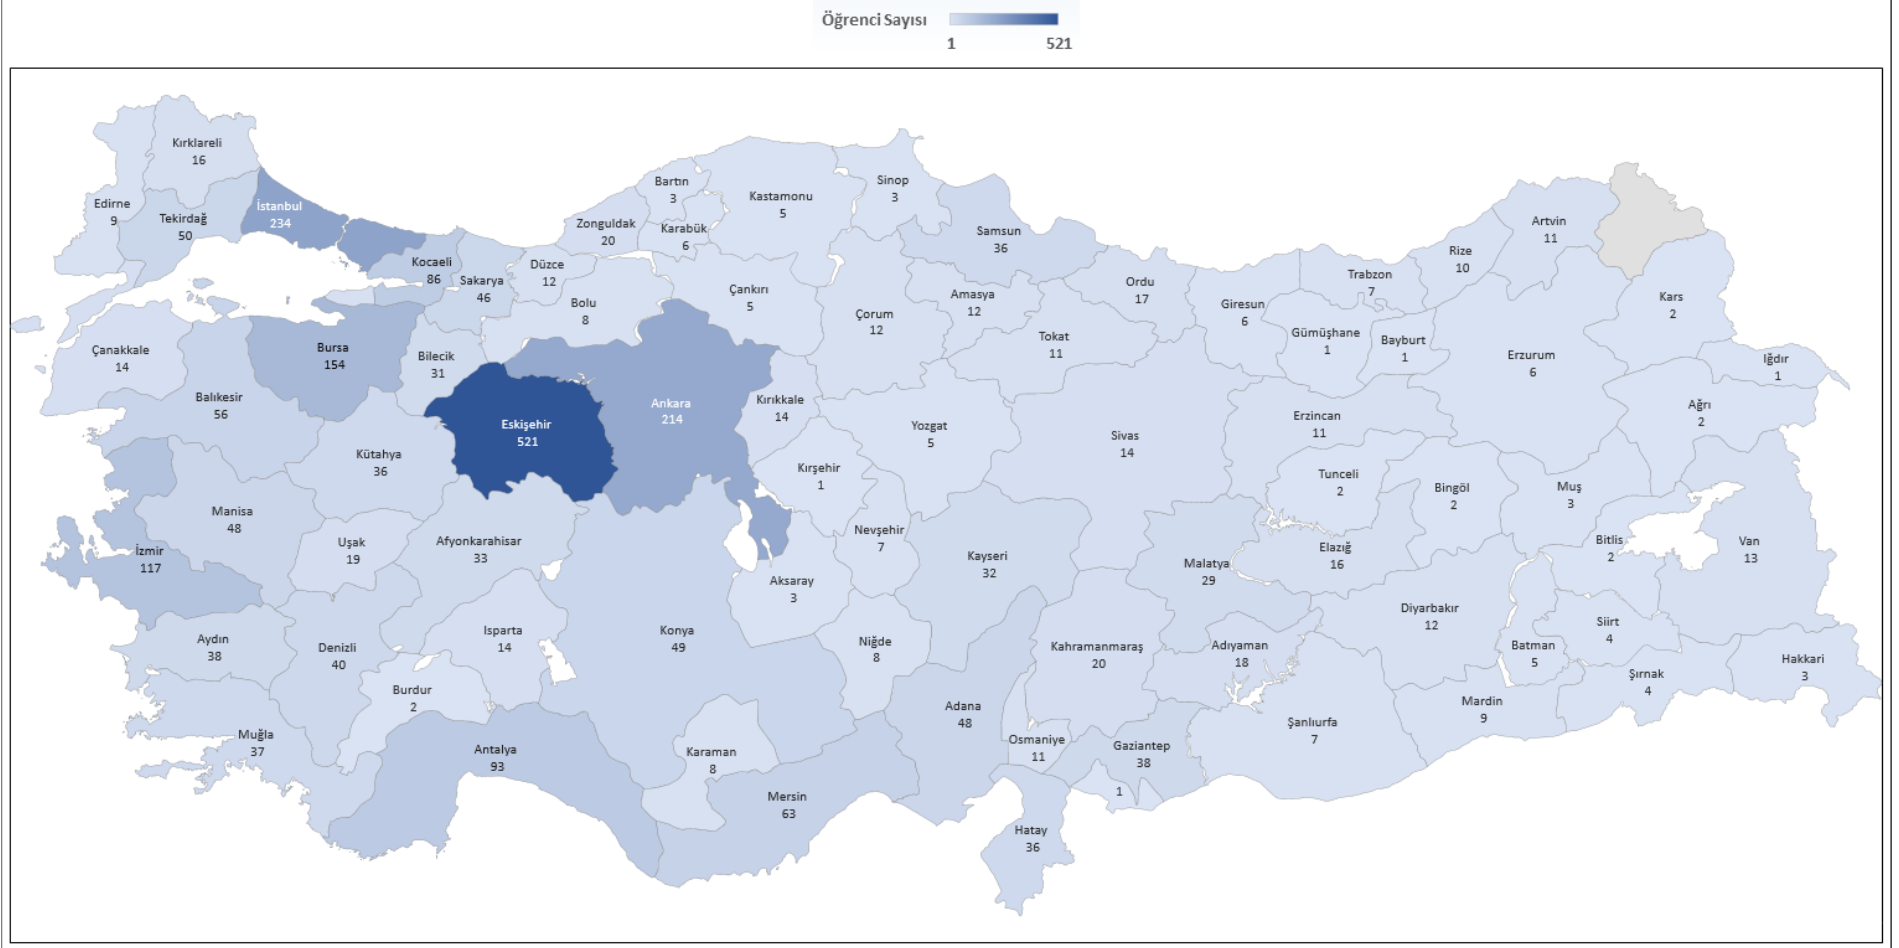 Öğrenci Sayısı
1 521
Kırklareli
16
Edirne
9
Tekirdağ
50
İstanbul
234
Kocaeli
86
Sakarya
46
Düzce
12
Bolu
8
Zonguldak
20
Bartın
3
Karabük
6
Kastamonu
5
Sinop
3
Çankırı
5
Samsun
36
Amasya
12
Çorum
12
Tokat
11
Ordu
17
Giresun
6
Gümüşhane
1
Trabzon
7
Bayburt
1
Rize
10
Artvin
11
Kars
2
Iğdır
1
Erzurum
6
Ağrı
2
Çanakkale
14
Balıkesir
56
Bursa
154
Bilecik
31
Eskişehir
521
Ankara
214
Kırıkkale
14
Yozgat
5
Sivas
14
Erzincan
11
Kütahya
36
Kırşehir
1
Tunceli
2
Bingöl
2
Muş
3
Manisa
48
İzmir
117
Uşak
19
Afyonkarahisar
33
Nevşehir
7
Kayseri
32
Malatya
29
Elazığ
16
Bitlis
2
Van
13
Aksaray
3
Aydın
38
Denizli
40
Isparta
14
Konya
49
Niğde
8
Kahramanmaraş
20
Adıyaman
18
Diyarbakır
12
Batman
5
Siirt
4
Şırnak
4
Hakkari
3
Burdur
2
Muğla
37
Antalya
93
Karaman
8
Mersin
63
Adana
48
Osmaniye
11
Gaziantep
38
1
Şanlıurfa
7
Mardin
9
Hatay
36